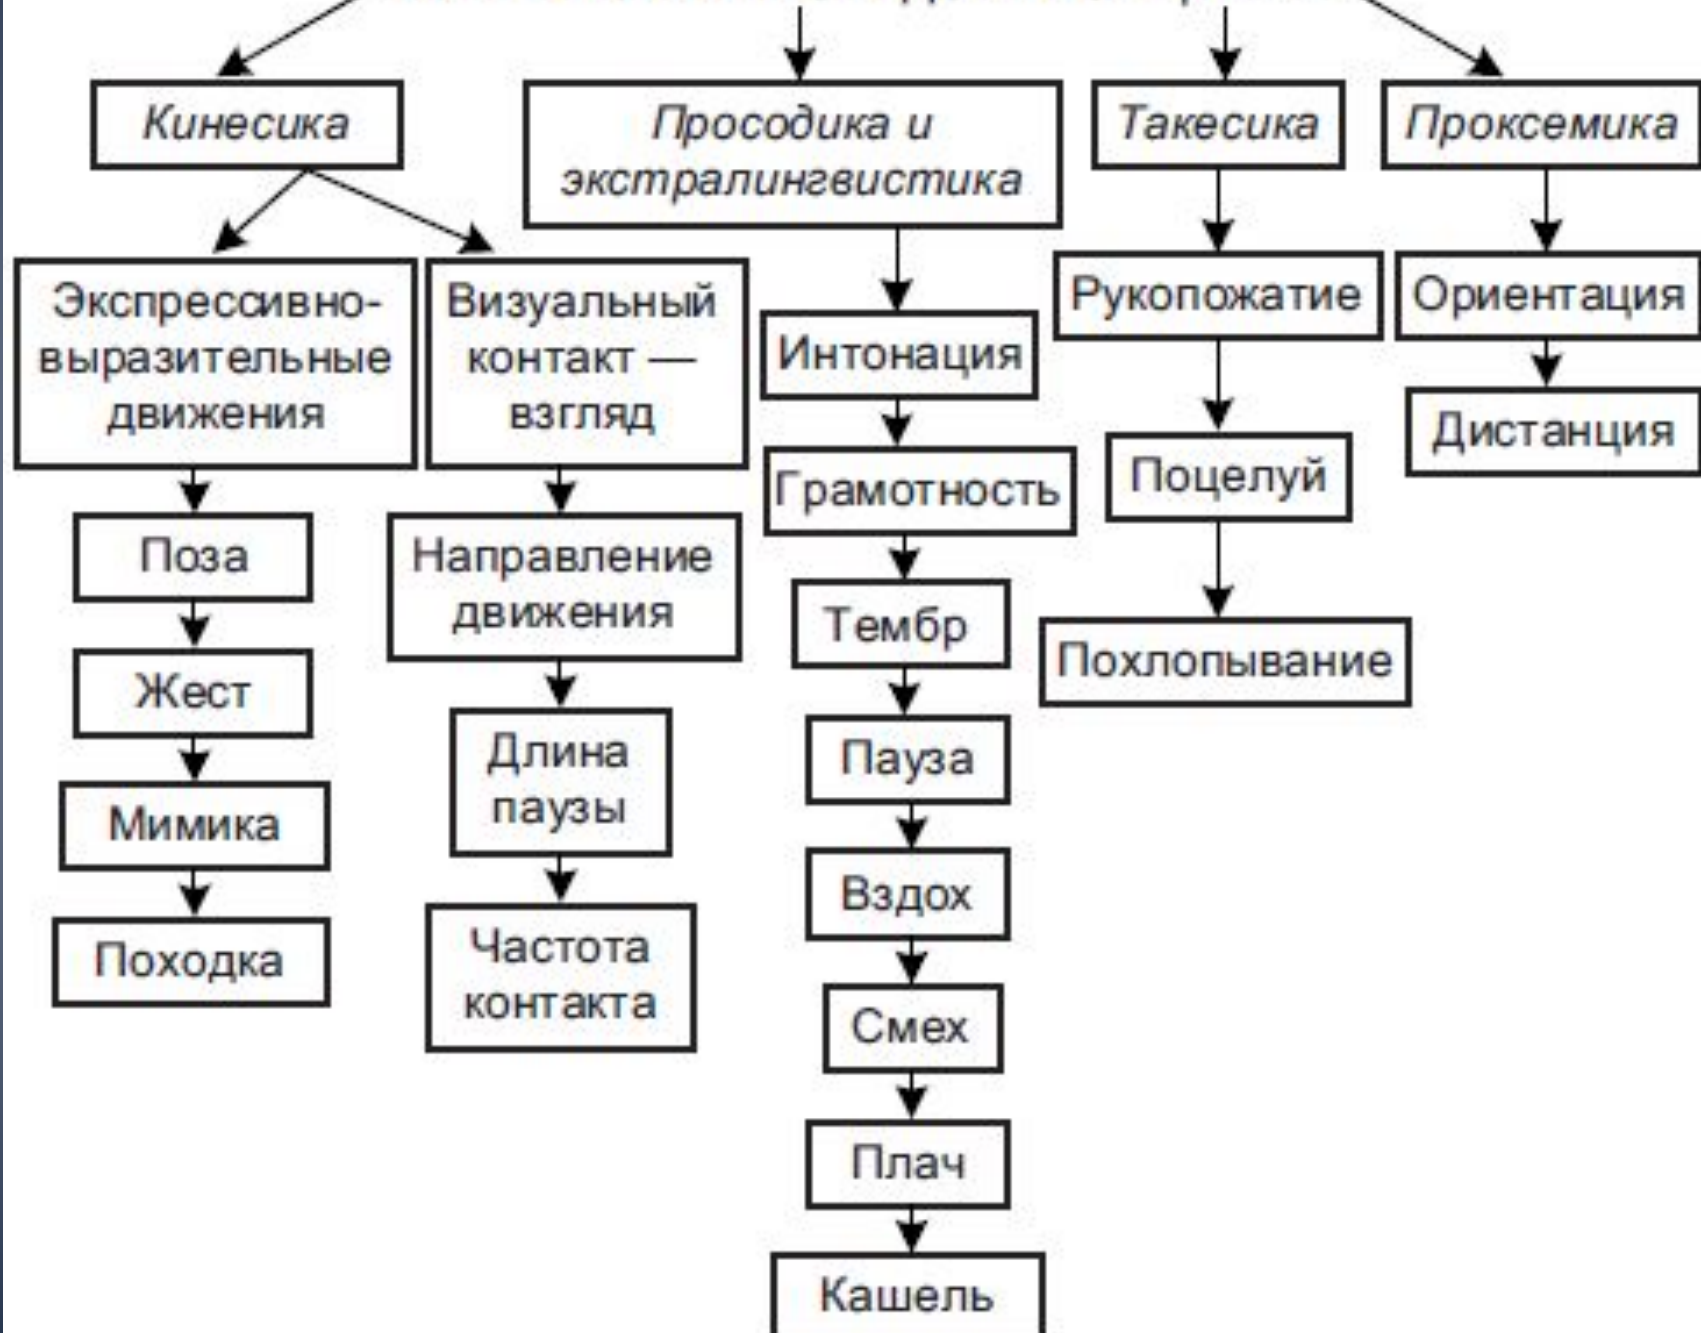 Кинесика
Просодика и
экстралингвистика
Такесика
Проксемика
Экспрессивно-
выразительные
движения
Визуальный
контакт —
взгляд
Интонация
Рукопожатие
Ориентация
Грамотность
Поцелуй
Дистанция
Поза
Направление
движения
Тембр
Похлопывание
Жест
Длина
паузы
Пауза
Мимика
Вздох
Походка
Частота
контакта
Смех
Плач
Кашель